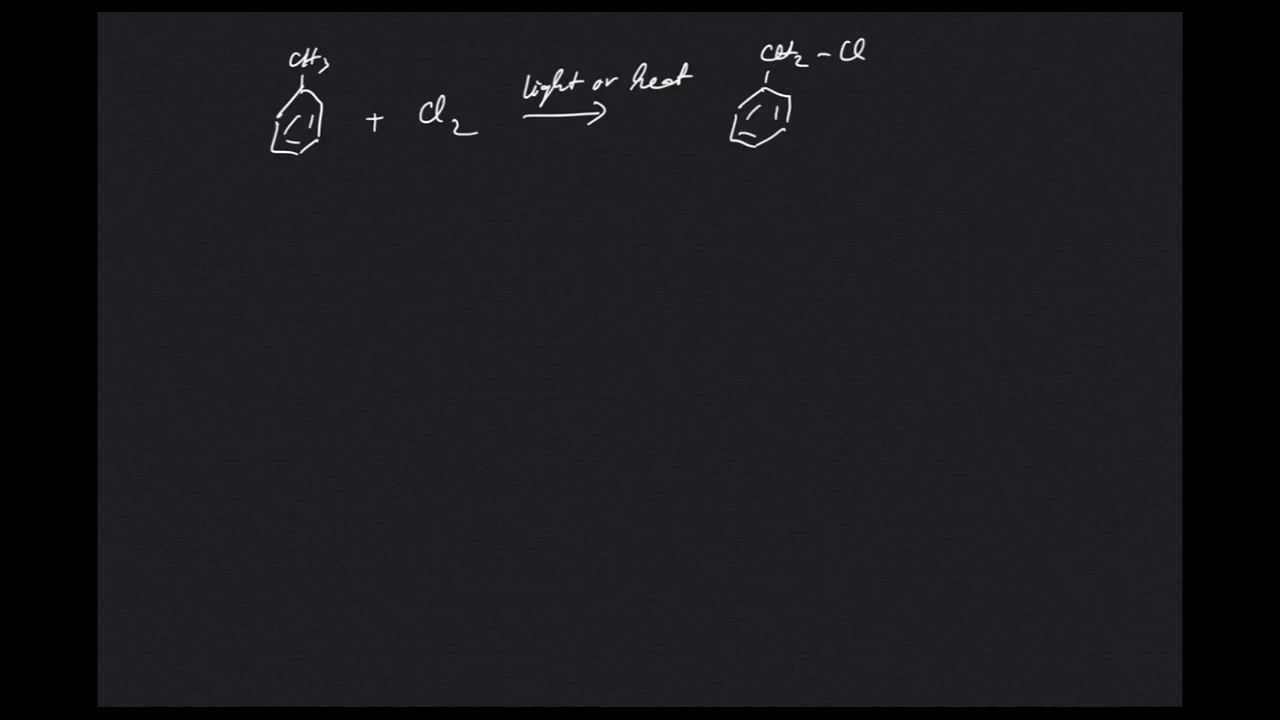 CH3 + Cl2 light or heat → CH2 - Cl